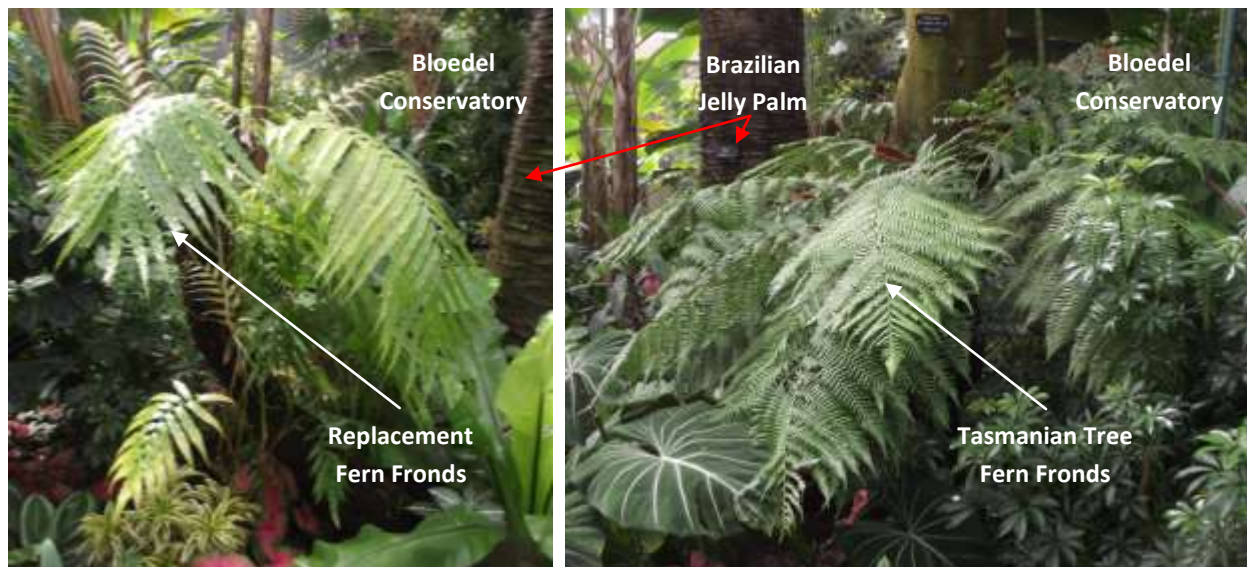 Bloedel
Conservatory
Replacement
Fern Fronds
Brazilian
Jelly Palm
Bloedel
Conservatory
Tasmanian Tree
Fern Fronds